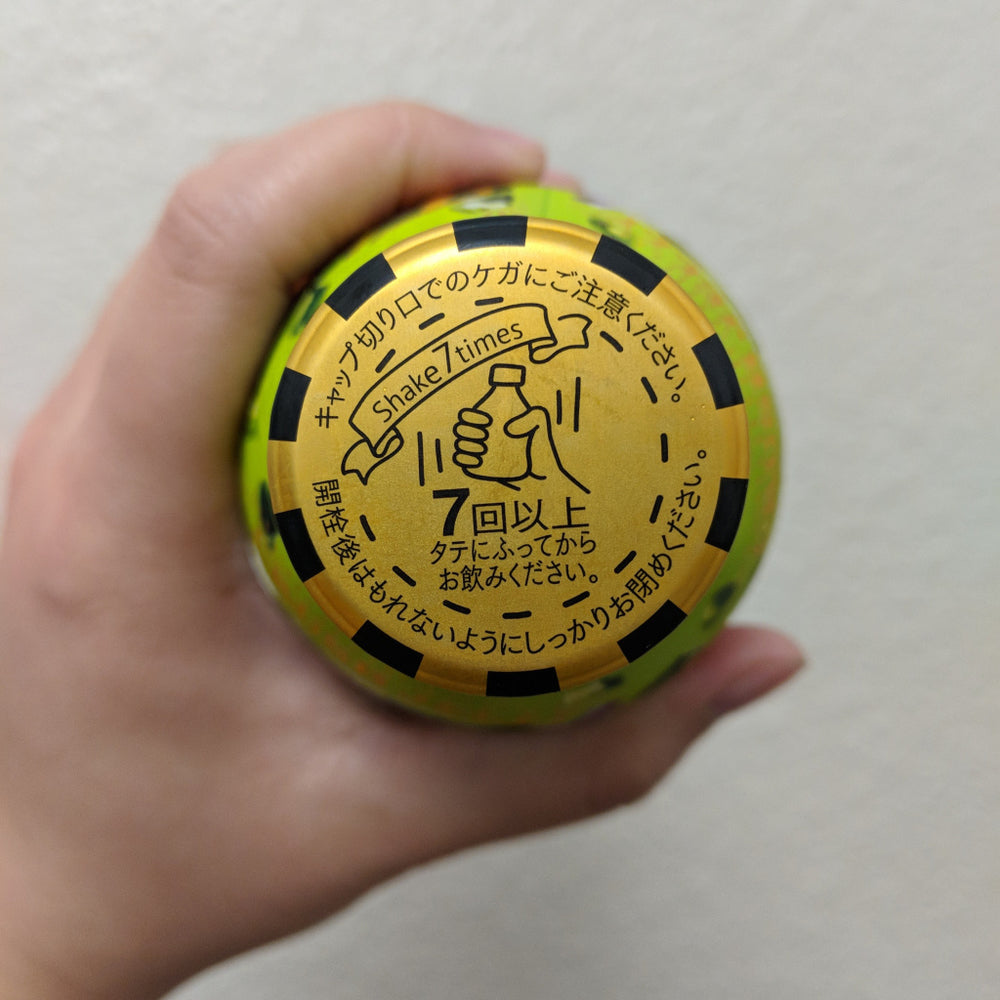 キャップ切り口でのケガにご注意ください。
Shake 7 times
7回以上
タテにふってから
お飲みください。
開栓後はもれないようにしっかりお閉めください。